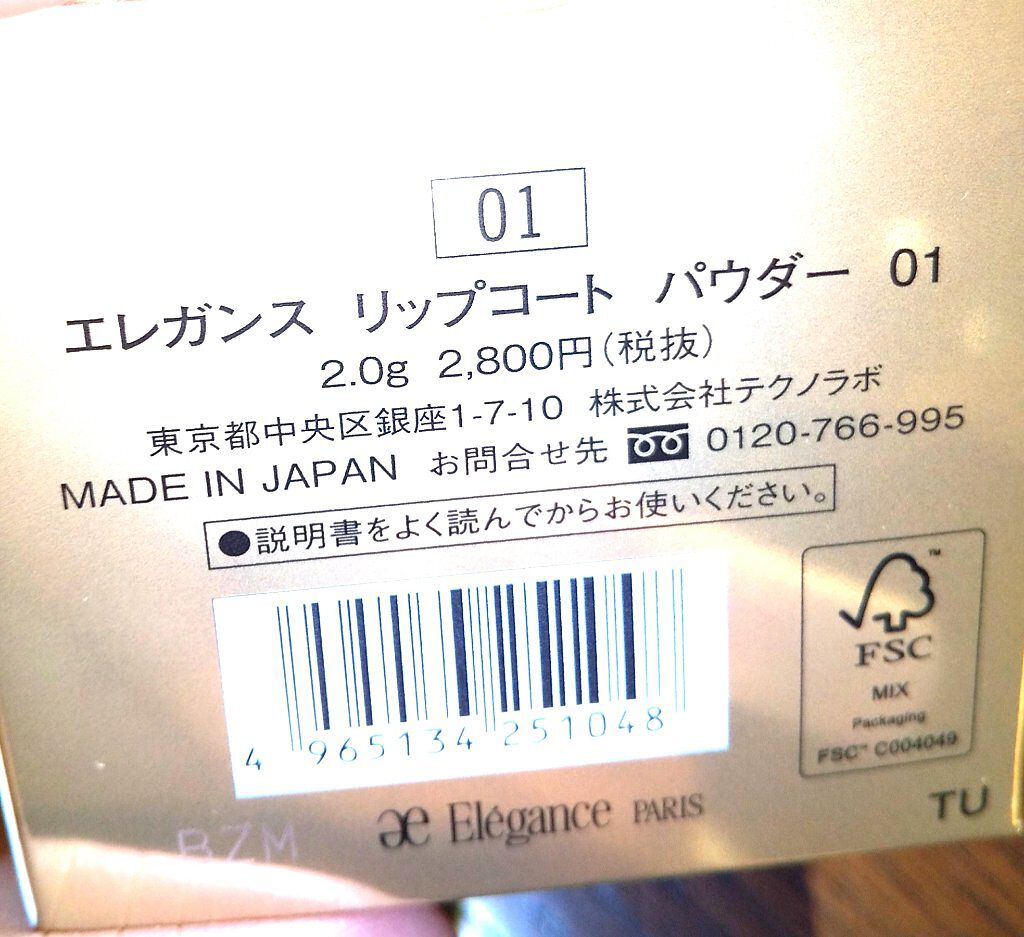 01
エレガンス リップコート パウダー 01
2.0g 2,800円(税抜)
東京都中央区銀座1-7-10 株式会社テクノラボ
MADE IN JAPAN お問合せ先 0120-766-995
●説明書をよく読んでからお使いください。
4 965134 251048
FSC™
MIX
Packaging
FSC™ C004049
BZM
æ Elégance PARIS
TU